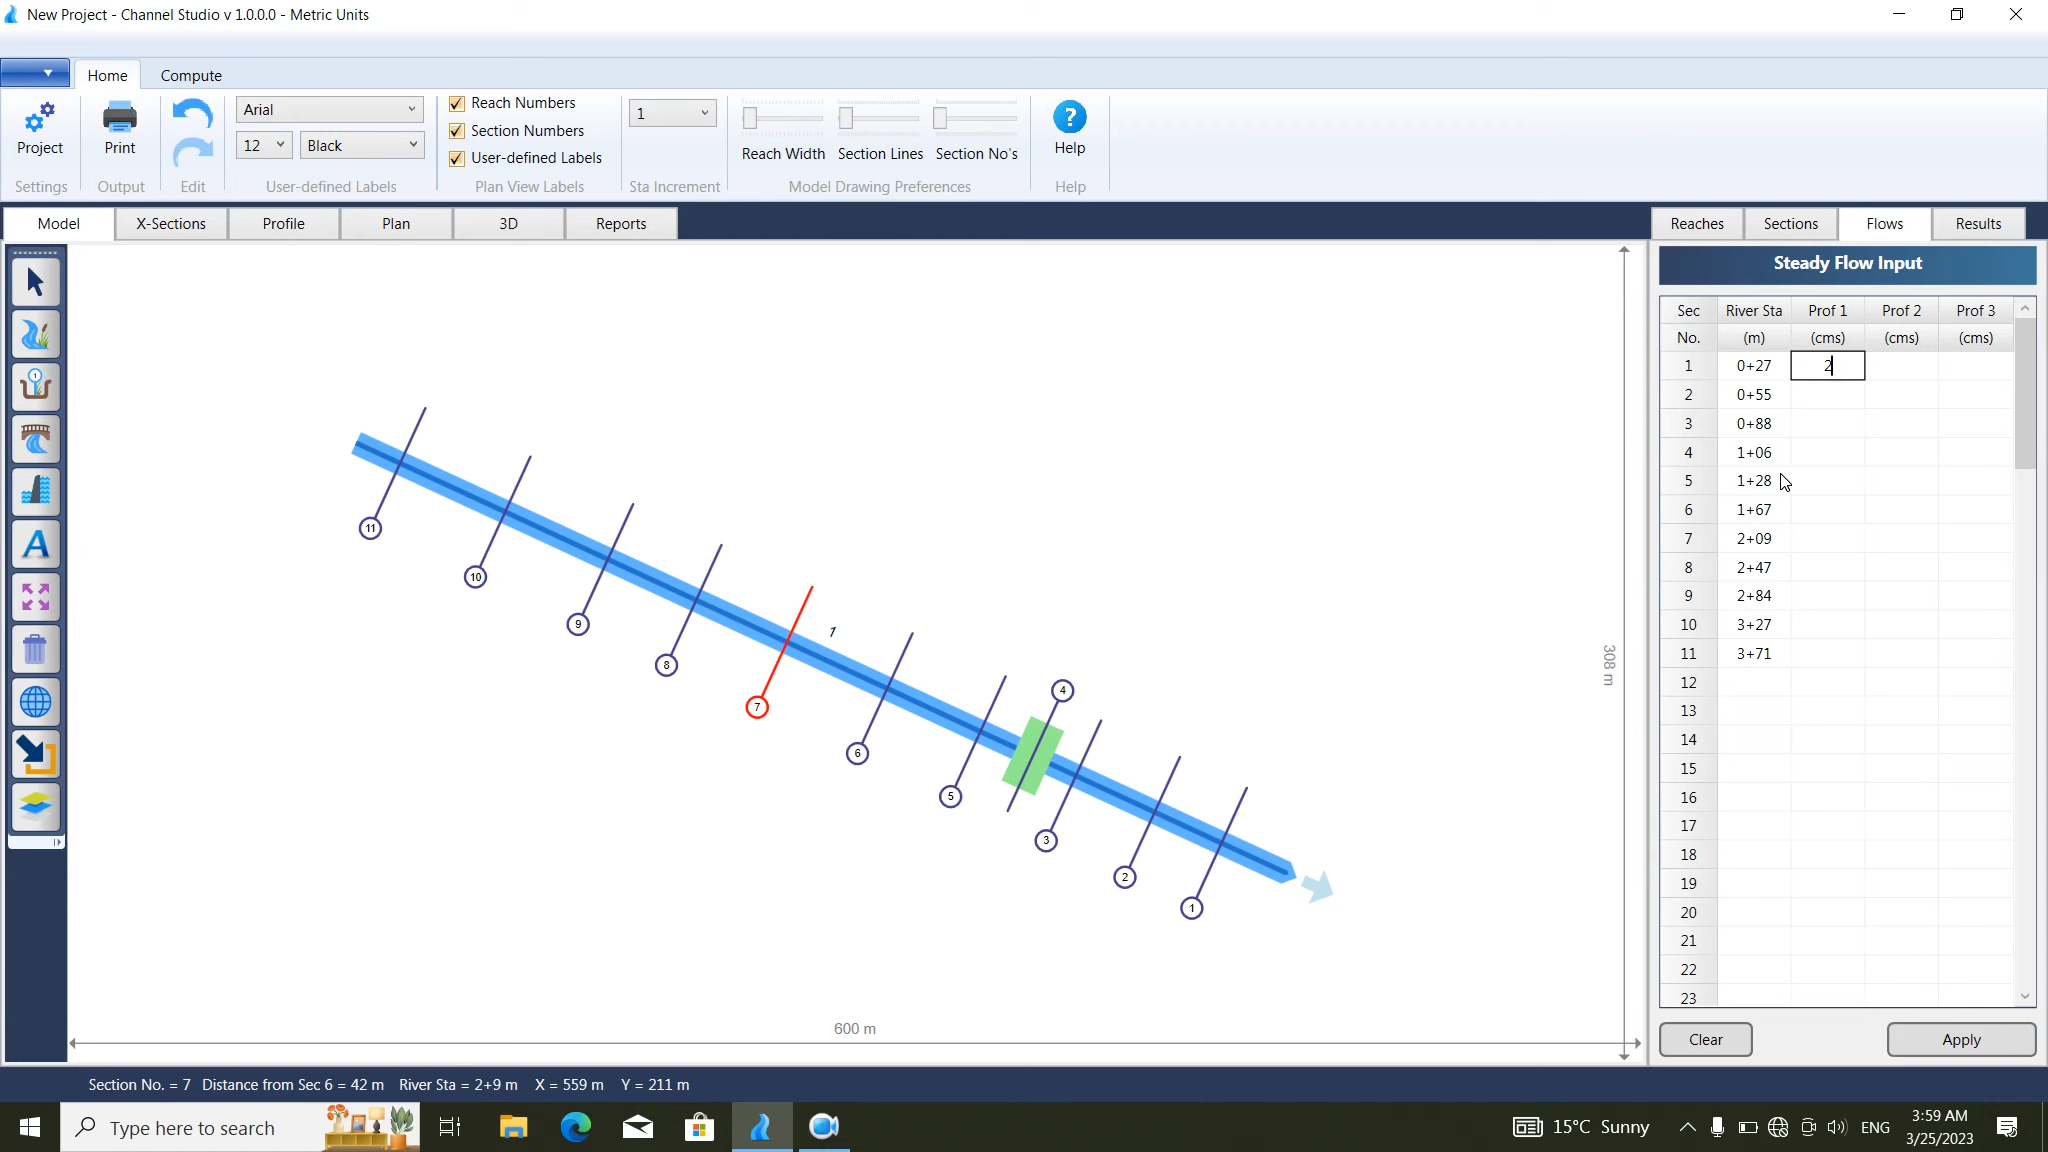 New Project - Channel Studio v 1.0.0.0 - Metric Units
Home Compute
Project
Settings
Print
Output
Edit
Arial
12 Black
User-defined Labels
Reach Numbers
Section Numbers
User-defined Labels
Plan View Labels
1
Sta Increment
Reach Width Section Lines Section No's
Model Drawing Preferences
?
Help
Help
Model X-Sections Profile Plan 3D Reports
Reaches Sections Flows Results
1
A
11
10
9
8
7
1
6
5
4
3
2
1
308 m
600 m
Steady Flow Input
Sec River Sta Prof 1 Prof 2 Prof 3
No. (m) (cms) (cms) (cms)
1 0+27 2
2 0+55
3 0+88
4 1+06
5 1+28
6 1+67
7 2+09
8 2+47
9 2+84
10 3+27
11 3+71
12
13
14
15
16
17
18
19
20
21
22
23
Clear Apply
Section No. = 7 Distance from Sec 6 = 42 m River Sta = 2+9 m X = 559 m Y = 211 m
Type here to search
15°C Sunny
ENG
3:59 AM
3/25/2023